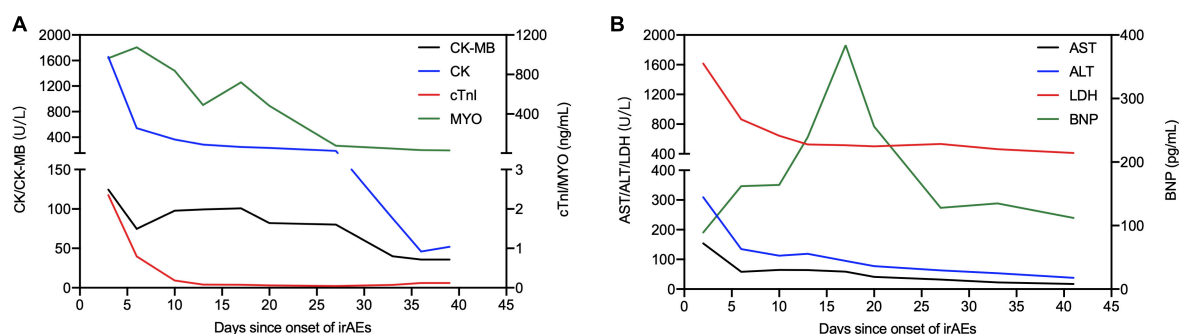 A
B
2000
1600
1200
800
400
150
100
50
0
CK/CK-MB (U/L)
1200
800
400
3
2
1
0
cTnI/MYO (ng/mL)
CK-MB
CK
cTnI
MYO
0 5 10 15 20 25 30 35 40 45
Days since onset of irAEs
2000
1600
1200
800
400
400
300
200
100
0
AST/ALT/LDH (U/L)
400
300
200
100
0
BNP (pg/mL)
AST
ALT
LDH
BNP
0 5 10 15 20 25 30 35 40 45
Days since onset of irAEs